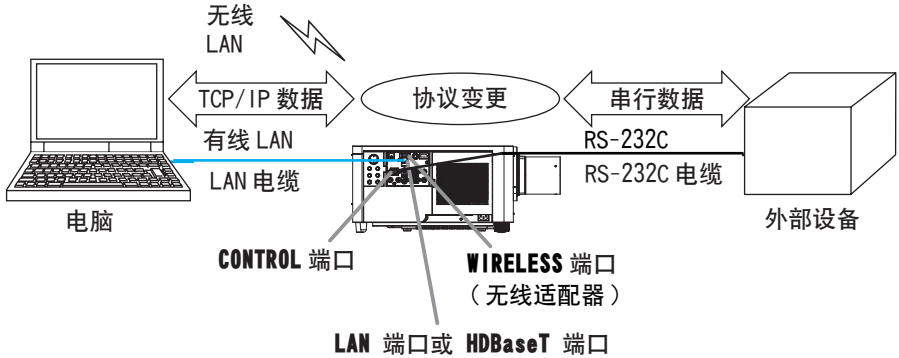 无线
LAN
TCP/IP 数据
协议变更
串行数据
有线 LAN
RS-232C
LAN 电缆
RS-232C 电缆
电脑
外部设备
CONTROL 端口
WIRELESS 端口
（无线适配器）
LAN 端口或 HDBaseT 端口